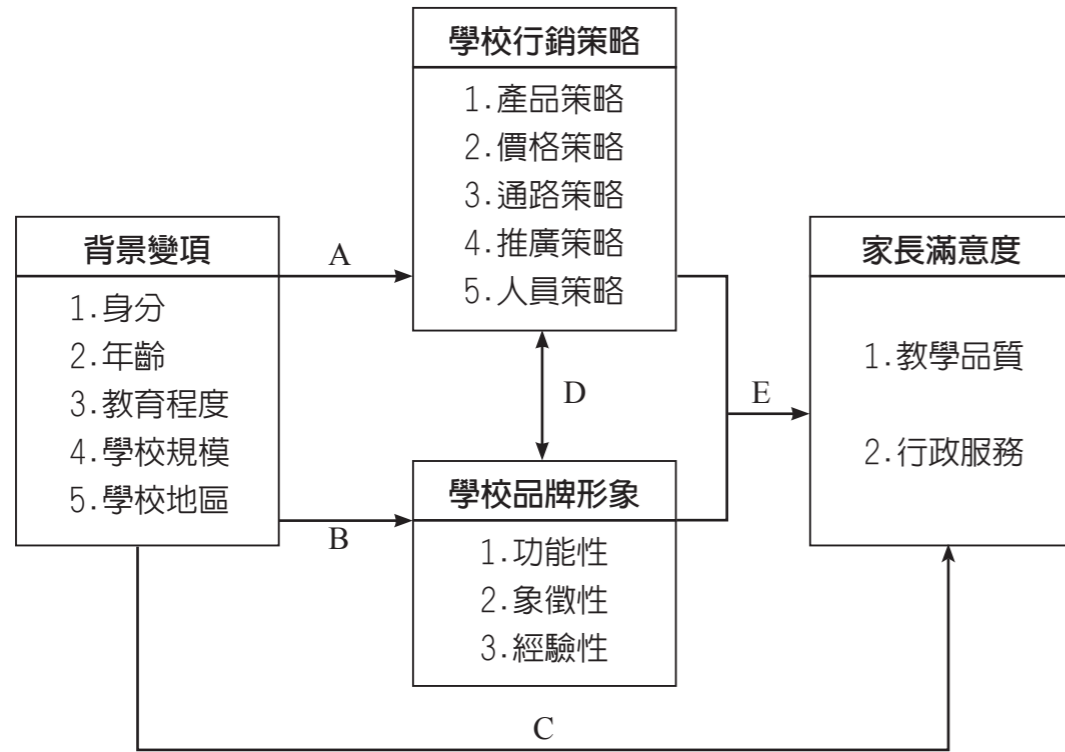 學校行銷策略
1.產品策略
2.價格策略
3.通路策略
4.推廣策略
5.人員策略
背景變項
1.身分
2.年齡
3.教育程度
4.學校規模
5.學校地區
A
B
學校品牌形象
1.功能性
2.象徵性
3.經驗性
D
E
家長滿意度
1.教學品質
2.行政服務
C